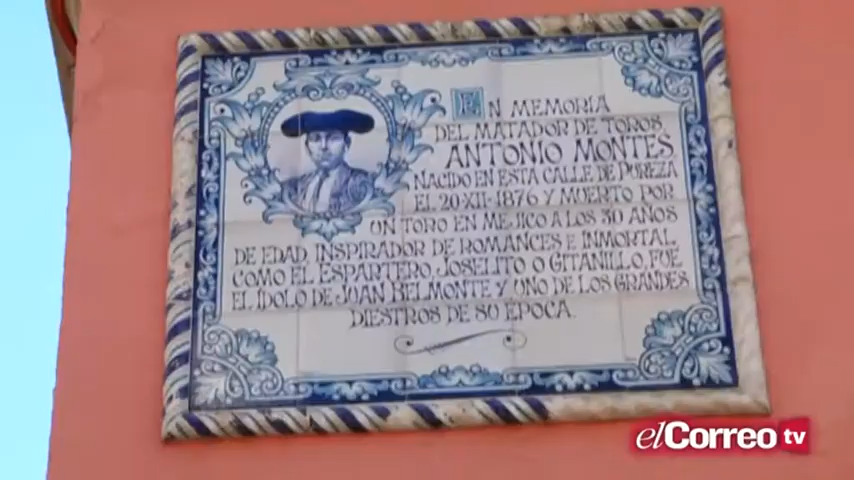 EN MEMORIA
DEL MATADOR DE TOROS,
ANTONIO MONTES,
NACIDO EN ESTA CALLE DE PUREZA
EL 20-XII-1876 Y MUERTO POR
UN TORO EN MEJICO A LOS 30 AÑOS
DE EDAD, INSPIRADOR DE ROMANCES E INMORTAL
COMO EL ESPARTERO, JOSELITO O GITANILLO, FUE
EL ÍDOLO DE JUAN BELMONTE Y UNO DE LOS GRANDES
DIESTROS DE SU ÉPOCA.
elCorreo tv